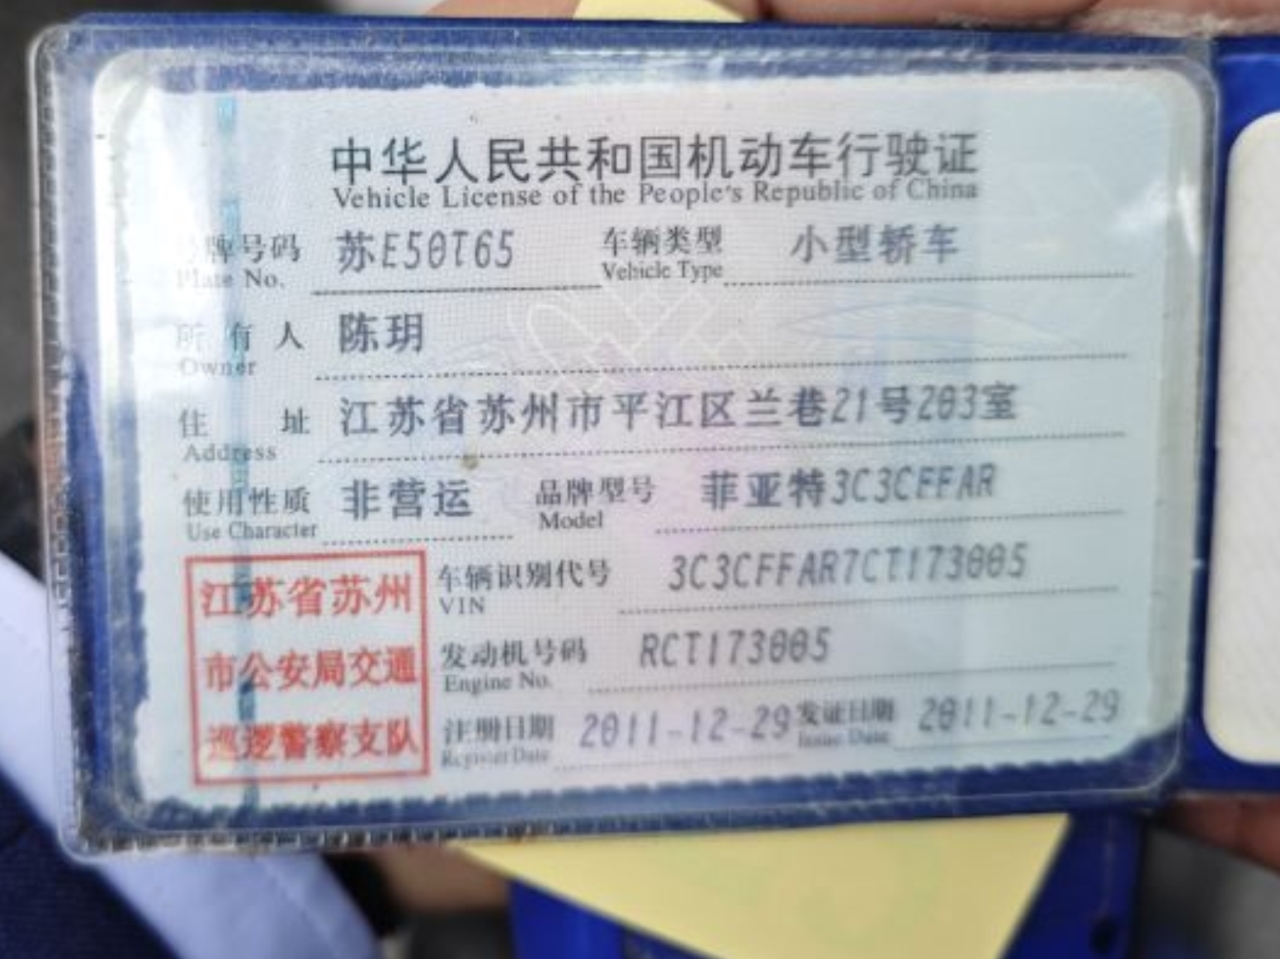 中华人民共和国机动车行驶证
Vehicle License of the People's Republic of China
号牌号码 苏E50T65 车辆类型 小型轿车
Plate No. Vehicle Type
所有人 陈玥
Owner
住址 江苏省苏州市平江区兰巷21号203室
Address
使用性质 非营运 品牌型号 菲亚特3C3CFFAR
Use Character Model
车辆识别代号 3C3CFFAR7CT173005
VIN
发动机号码 RCT173005
Engine No.
注册日期 2011-12-29 发证日期 2011-12-29
Register Date Issue Date
江苏省苏州
市公安局交通
巡逻警察支队